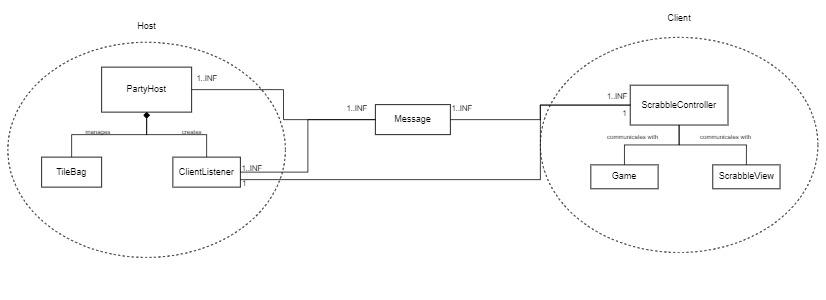 Host
Client
PartyHost
1..INF
manages
creates
TileBag
ClientListener
1..INF
1
1..INF
Message
1..INF
1..INF
1
ScrabbleController
communicates with
communicates with
Game
ScrabbleView